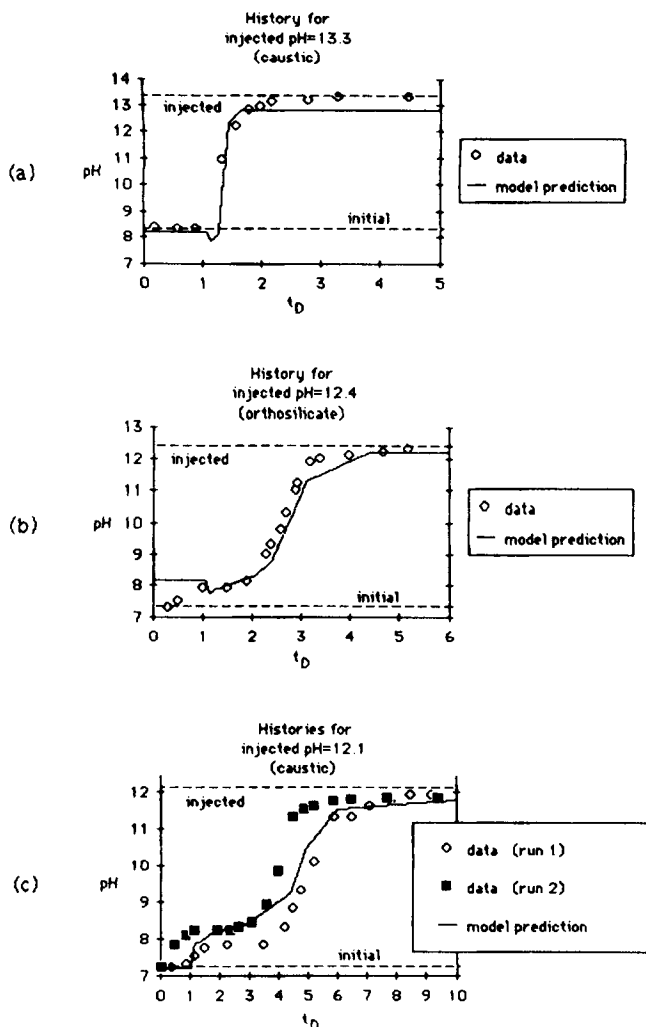 History for
injected pH=13.3
(caustic)
(a)
pH
14
13
12
11
10
9
8
7
injected
initial
0 1 2 3 4 5
t_D
data
model prediction
History for
injected pH=12.4
(orthosilicate)
(b)
pH
13
12
11
10
9
8
7
injected
initial
0 1 2 3 4 5 6
t_D
data
model prediction
Histories for
injected pH=12.1
(caustic)
(c)
pH
12
11
10
9
8
7
injected
initial
0 1 2 3 4 5 6 7 8 9 10
t_D
data (run 1)
data (run 2)
model prediction